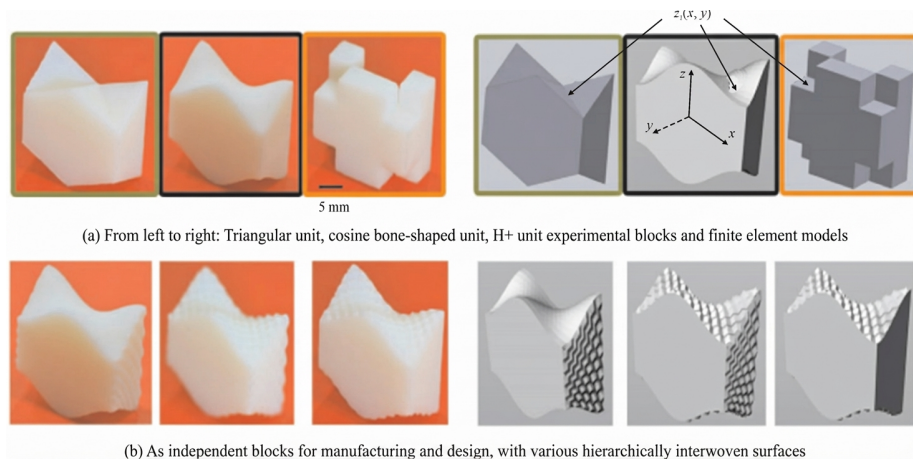 z₁(x, y)
z
y
x
5 mm
(a) From left to right: Triangular unit, cosine bone-shaped unit, H+ unit experimental blocks and finite element models
(b) As independent blocks for manufacturing and design, with various hierarchically interwoven surfaces